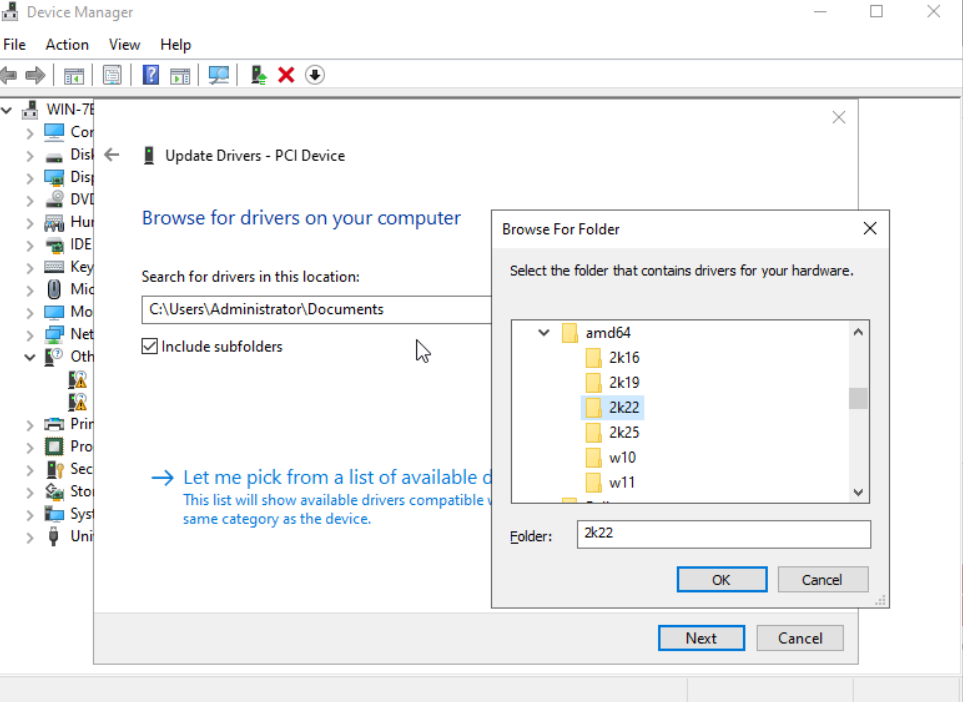 Device Manager
File Action View Help
WIN-7E
Cor
Disk
Disp
DVD
Hum
IDE
Key
Mic
Mo
Net
Oth
Prin
Pro
Sec
Stor
Syst
Uni
Update Drivers - PCI Device
Browse for drivers on your computer
Search for drivers in this location:
C:\Users\Administrator\Documents
Include subfolders
Let me pick from a list of available d
This list will show available drivers compatible w
same category as the device.
Next Cancel
Browse For Folder
Select the folder that contains drivers for your hardware.
amd64
2k16
2k19
2k22
2k25
w10
w11
Folder: 2k22
OK Cancel